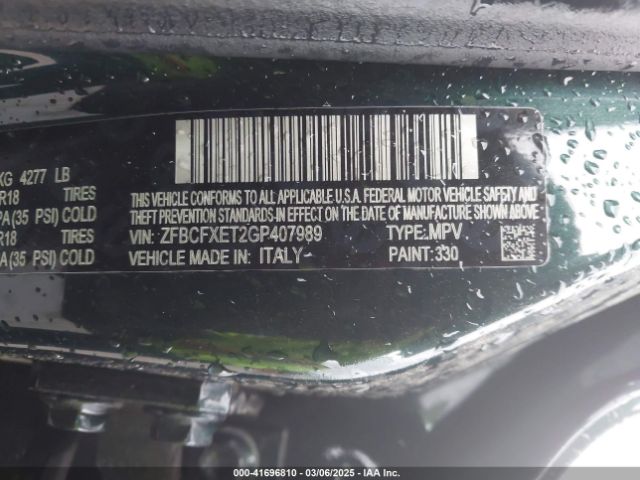 KG 4277 LB
R18 TIRES
PA(35 PSI) COLD
R18 TIRES
A(35 PSI) COLD
THIS VEHICLE CONFORMS TO ALL APPLICABLE U.S.A. FEDERAL MOTOR VEHICLE SAFETY AND
THEFT PREVENTION STANDARDS IN EFFECT ON THE DATE OF MANUFACTURE SHOWN ABOVE.
VIN: ZFBCFXET2GP407989 TYPE:MPV
VEHICLE MADE IN: ITALY PAINT:330
000-41696810 - 03/06/2025 - IAA Inc.